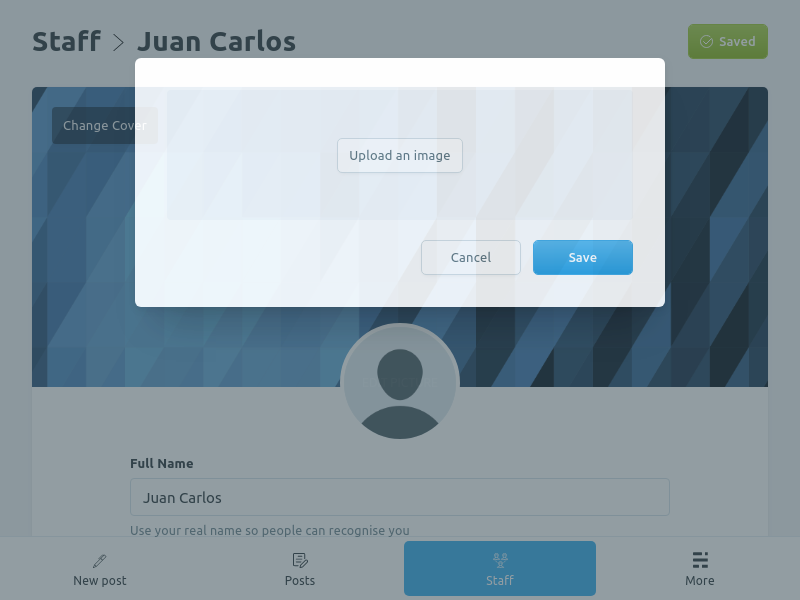 Staff > Juan Carlos
Saved
Change Cover
Upload an image
Cancel
Save
Full Name
Juan Carlos
Use your real name so people can recognise you
New post
Posts
Staff
More